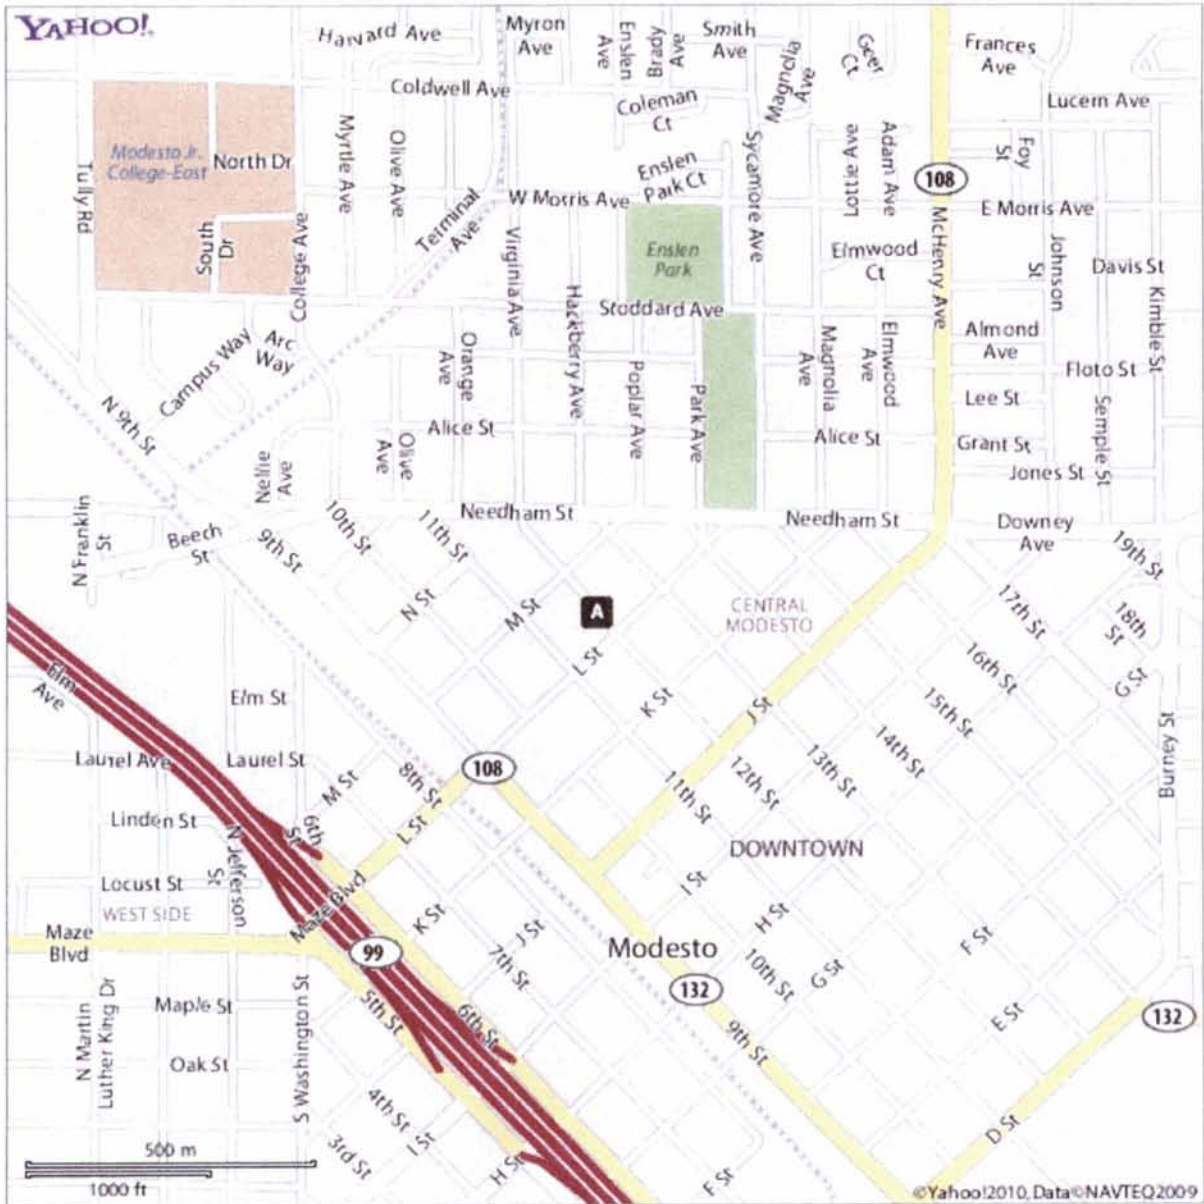 YAHOO!
Harvard Ave
Myron
Ave
Enslen
Ave
Brady
Ave
Smith
Ave
Magnolia
Ave
Geer
Ct
Frances
Ave
Coldwell Ave
Coleman
Ct
Lucern Ave
Modesto Jr.
College-East
North Dr
Myrtle Ave
Olive Ave
Enslen
Park Ct
Sycamore Ave
Lottie Ave
Adam Ave
108
Foy
St
Tully Rd
South
Dr
College Ave
Terminal
Ave
W Morris Ave
E Morris Ave
Virginia Ave
Enslen
Park
Elmwood
Ct
McHenry Ave
Johnson
St
Davis St
Kimble St
Hackberry Ave
Stoddard Ave
Campus Way
Arc
Way
Orange
Ave
Poplar Ave
Park Ave
Magnolia
Ave
Elmwood
Ave
Almond
Ave
Floto St
Lee St
Semple St
N 9th St
Alice St
Alice St
Grant St
Olive
Ave
Nellie
Ave
Jones St
N Franklin
St
Beech
St
9th St
10th St
11th St
Needham St
Needham St
Downey
Ave
19th St
N St
M St
A
CENTRAL
MODESTO
17th St
18th
St
L St
16th St
G St
Elm
Ave
Elm St
K St
J St
15th St
Burney St
Laurel Ave
Laurel St
M St
8th St
108
11th St
12th St
13th St
14th St
Linden St
6th
St
L St
DOWNTOWN
N Jefferson
St
Locust St
WEST SIDE
Maze Blvd
I St
Maze
Blvd
99
K St
J St
Modesto
H St
F St
7th St
10th St
G St
132
N Martin
Luther King Dr
Maple St
S Washington St
5th St
6th St
9th St
E St
132
Oak St
4th St
I St
D St
500 m
3rd St
H St
F St
1000 ft
©Yahoo!2010, Data©NAVTEQ2009